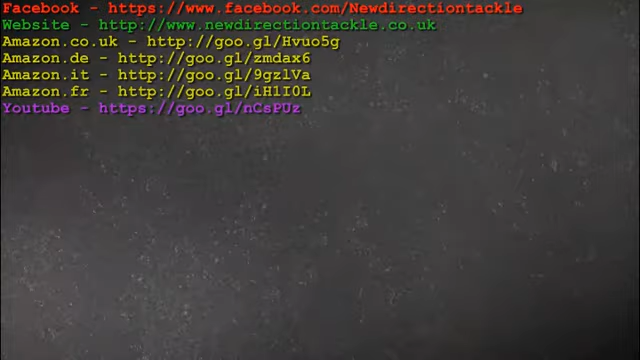 Facebook - https://www.facebook.com/Newdirectiontackle
Website - http://www.newdirectiontackle.co.uk
Amazon.co.uk - http://goo.gl/Hvuo5g
Amazon.de - http://goo.gl/zmdax6
Amazon.it - http://goo.gl/9gzlVa
Amazon.fr - http://goo.gl/iH1I0L
Youtube - https://goo.gl/nCsPUz